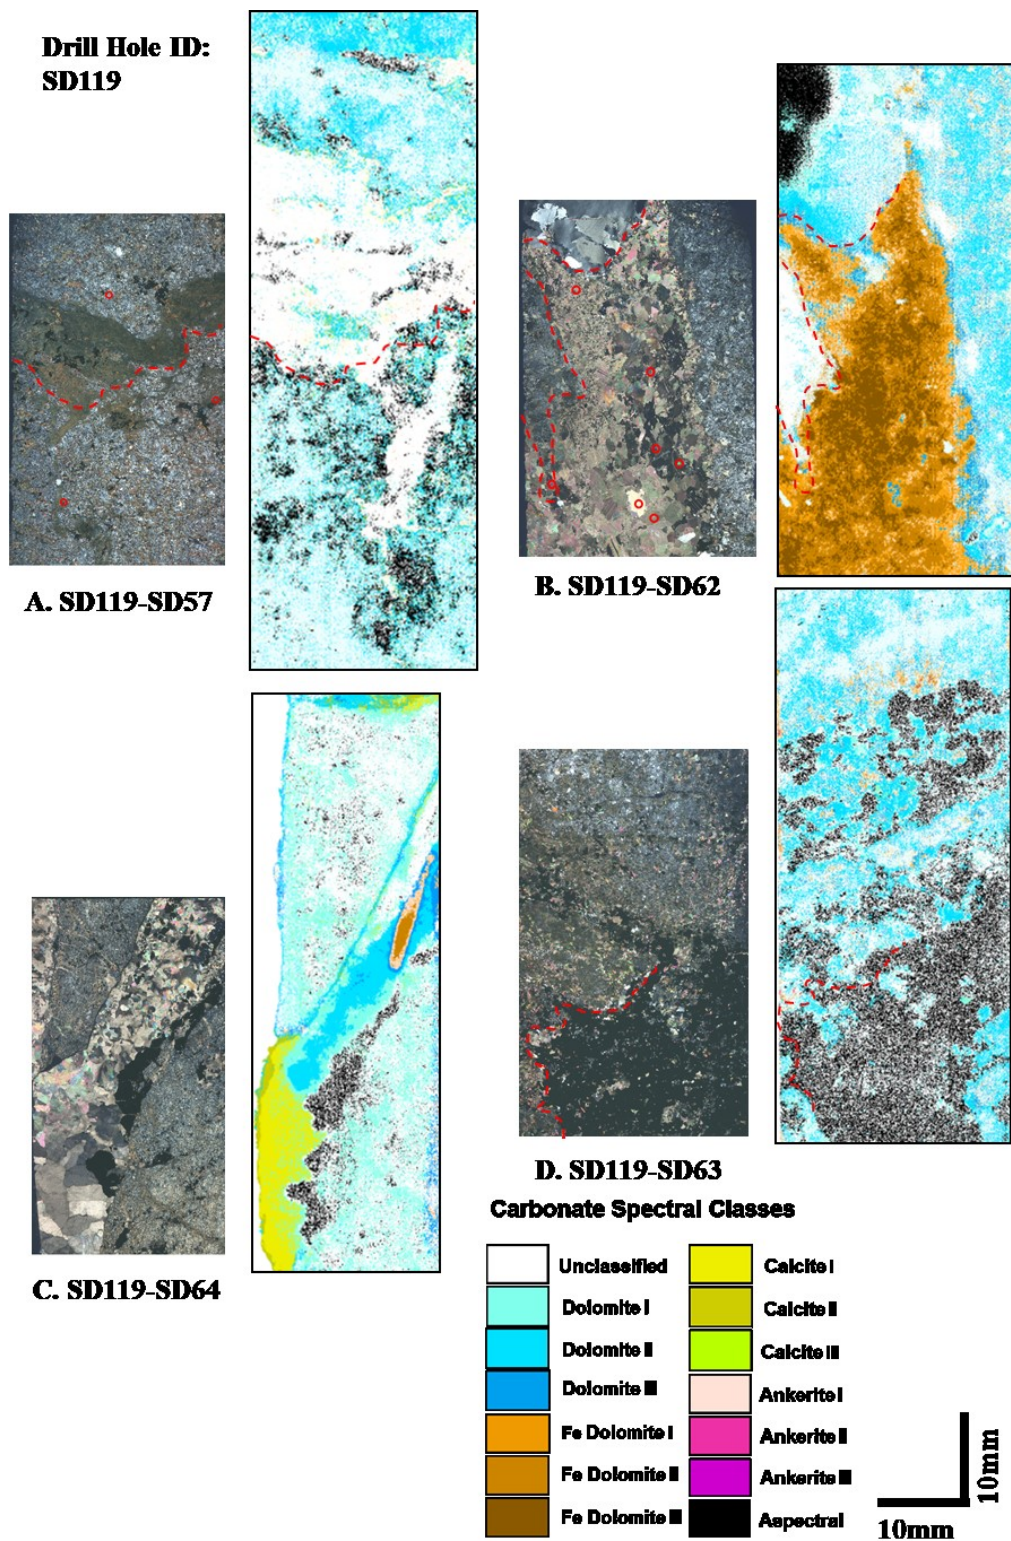 Drill Hole ID:
SD119
A. SD119-SD57
B. SD119-SD62
C. SD119-SD64
D. SD119-SD63
Carbonate Spectral Classes
Unclassified
Dolomite I
Dolomite II
Dolomite III
Fe Dolomite I
Fe Dolomite II
Fe Dolomite III
Calcite I
Calcite II
Calcite III
Ankerite I
Ankerite II
Ankerite III
Aspectral
10mm
10mm